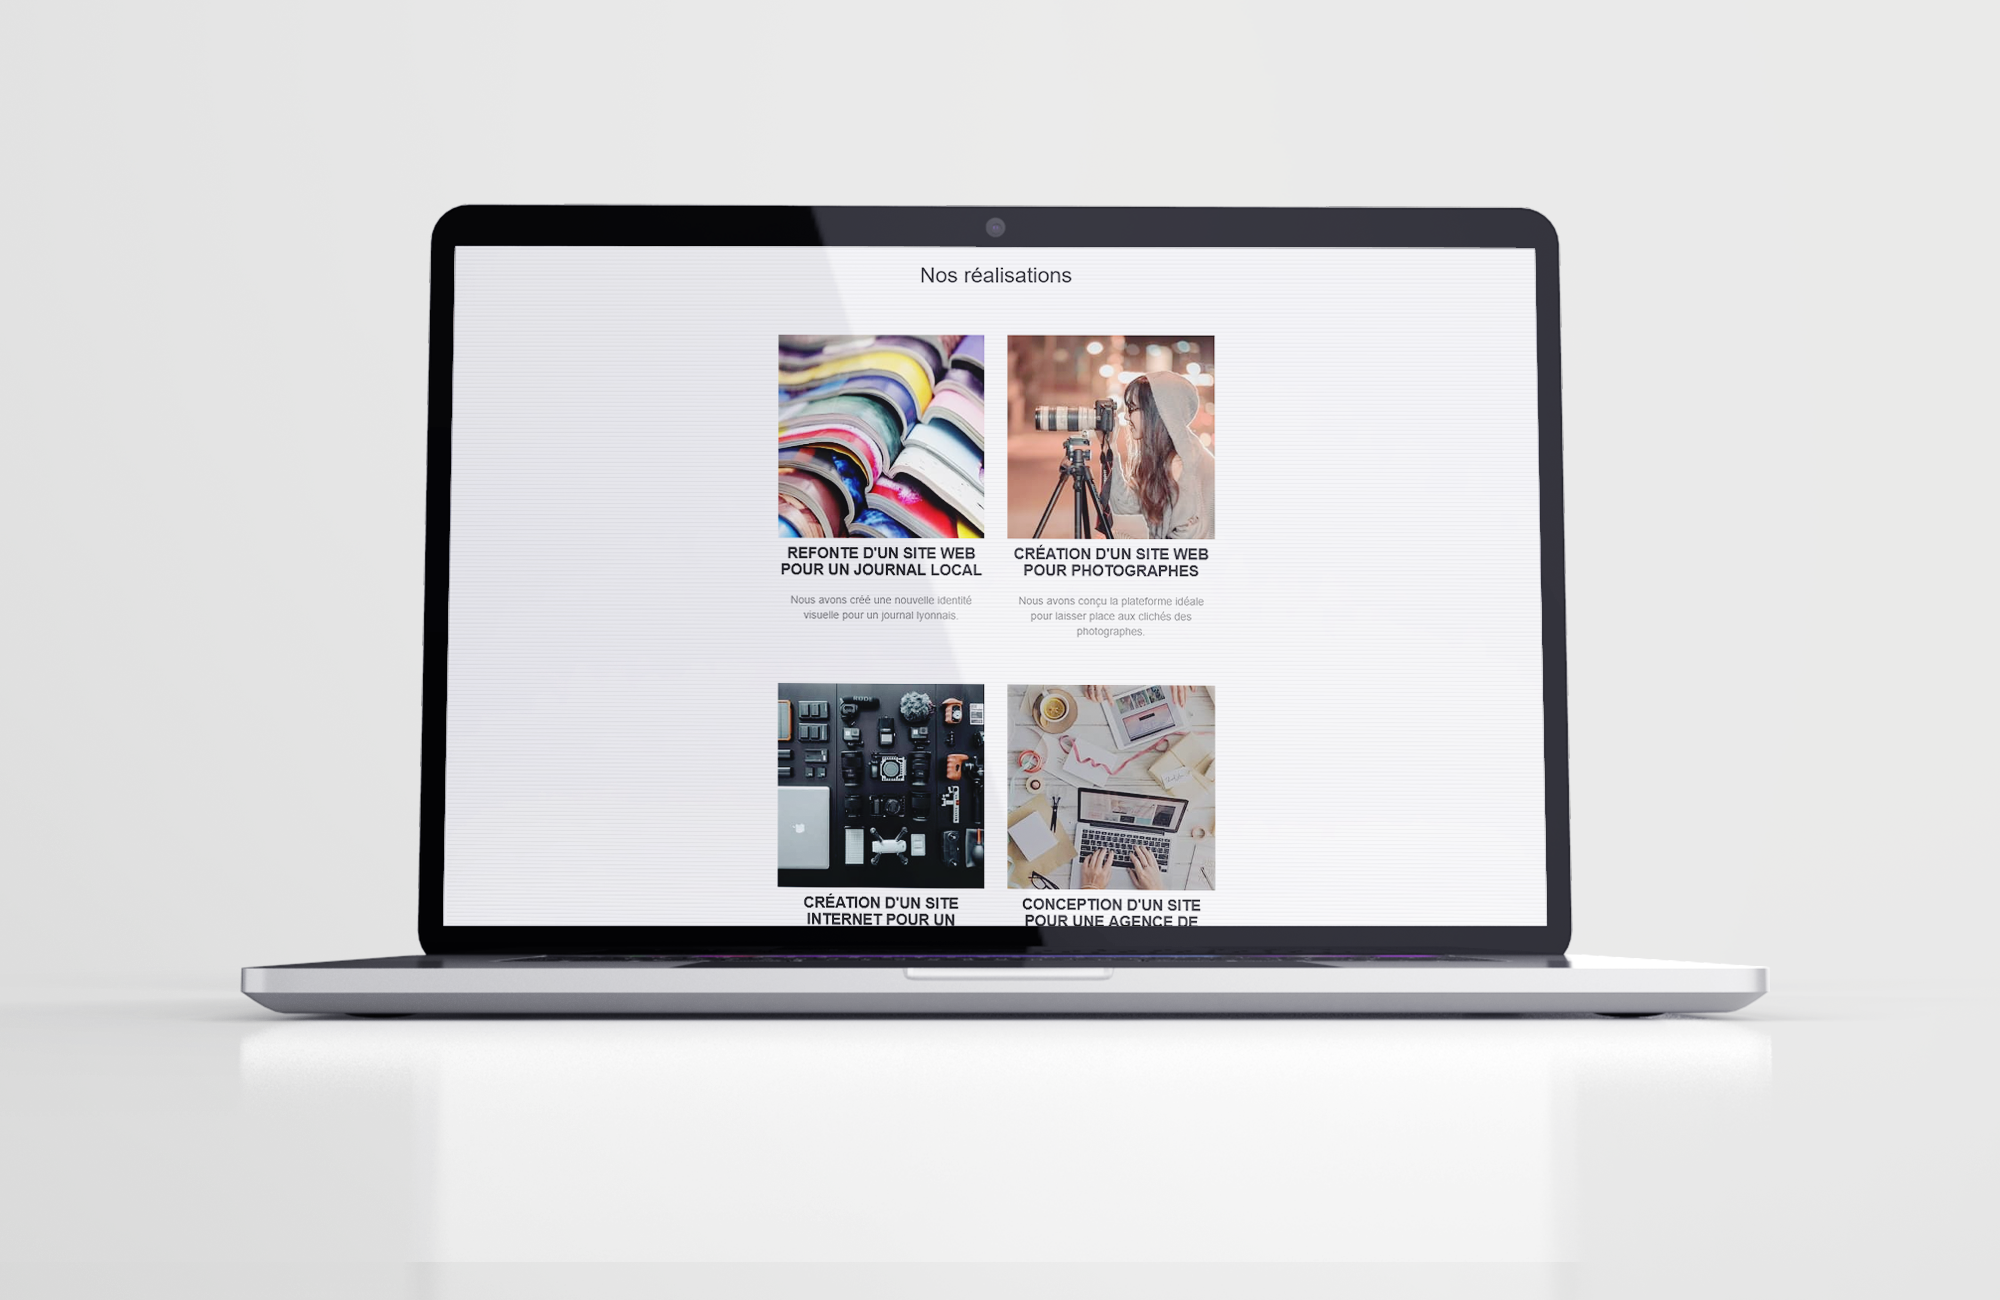 Nos réalisations
REFONTE D'UN SITE WEB
POUR UN JOURNAL LOCAL
Nous avons créé une nouvelle identité
visuelle pour un journal lyonnais.
CRÉATION D'UN SITE WEB
POUR PHOTOGRAPHES
Nous avons conçu la plateforme idéale
pour laisser place aux clichés des
photographes.
RODE
CRÉATION D'UN SITE
INTERNET POUR UN
CONCEPTION D'UN SITE
POUR UNE AGENCE DE